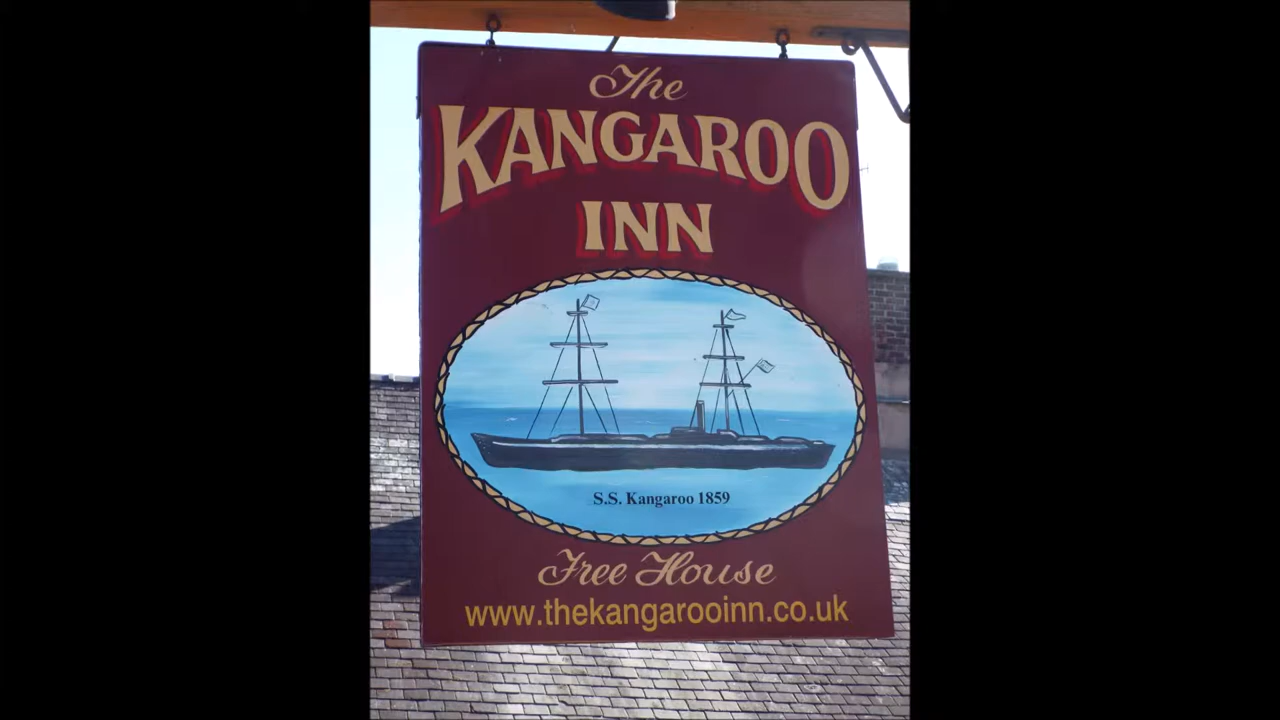 The
KANGAROO
INN
S.S. Kangaroo 1859
Free House
www.thekangarooinn.co.uk